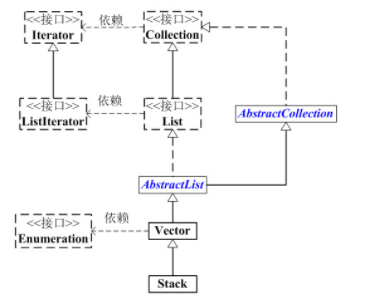 <<接口>>
Iterator
依赖
<<接口>>
Collection
<<接口>>
ListIterator
依赖
<<接口>>
List
AbstractCollection
AbstractList
<<接口>>
Enumeration
依赖
Vector
Stack